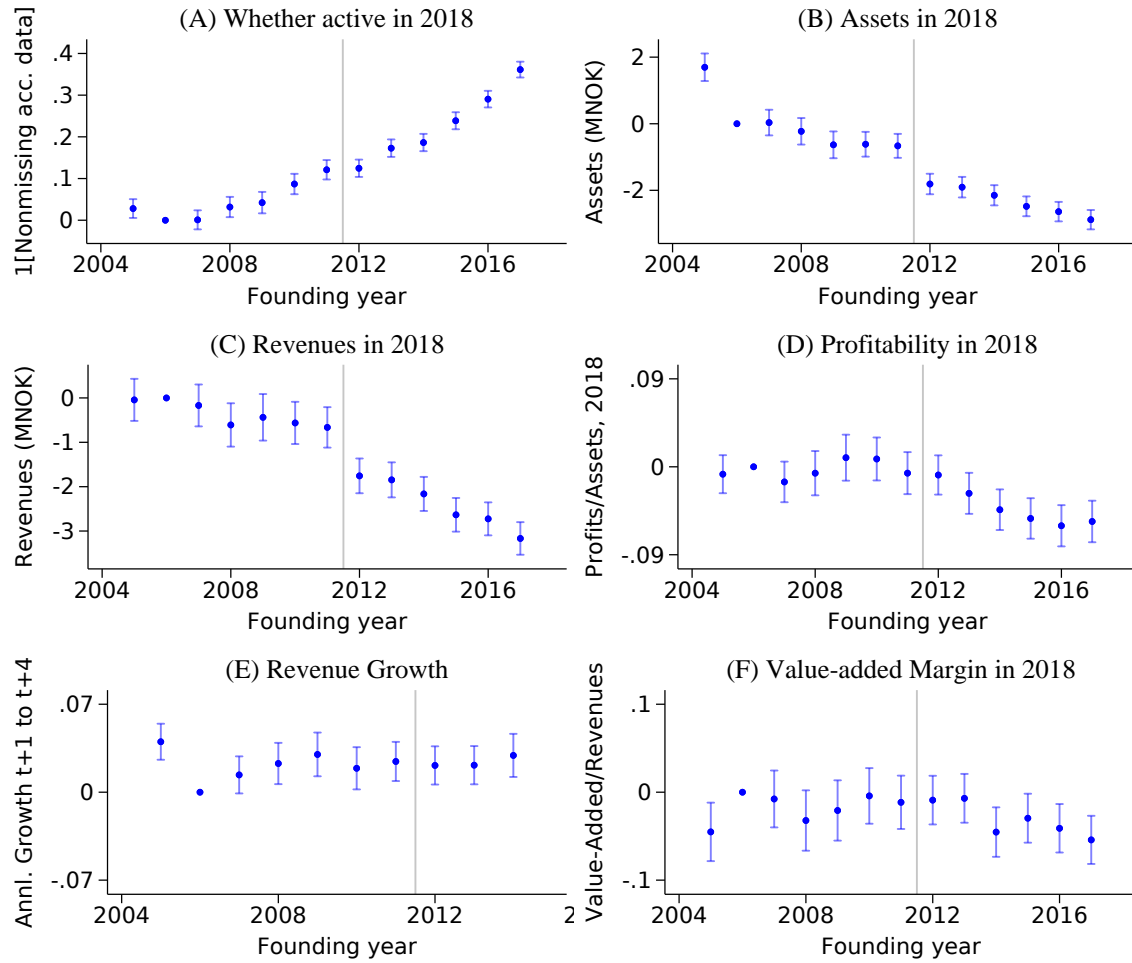 (A) Whether active in 2018
1[Nonmissing acc. data]
.4
.3
.2
.1
0
2004 2008 2012 2016
Founding year
(B) Assets in 2018
Assets (MNOK)
2
0
-2
2004 2008 2012 2016
Founding year
(C) Revenues in 2018
Revenues (MNOK)
0
-1
-2
-3
2004 2008 2012 2016
Founding year
(D) Profitability in 2018
Profits/Assets, 2018
.09
0
-.09
2004 2008 2012 2016
Founding year
(E) Revenue Growth
Annl. Growth t+1 to t+4
.07
0
-.07
2004 2008 2012 2
Founding year
(F) Value-added Margin in 2018
Value-Added/Revenues
.1
0
-.1
2004 2008 2012 2016
Founding year